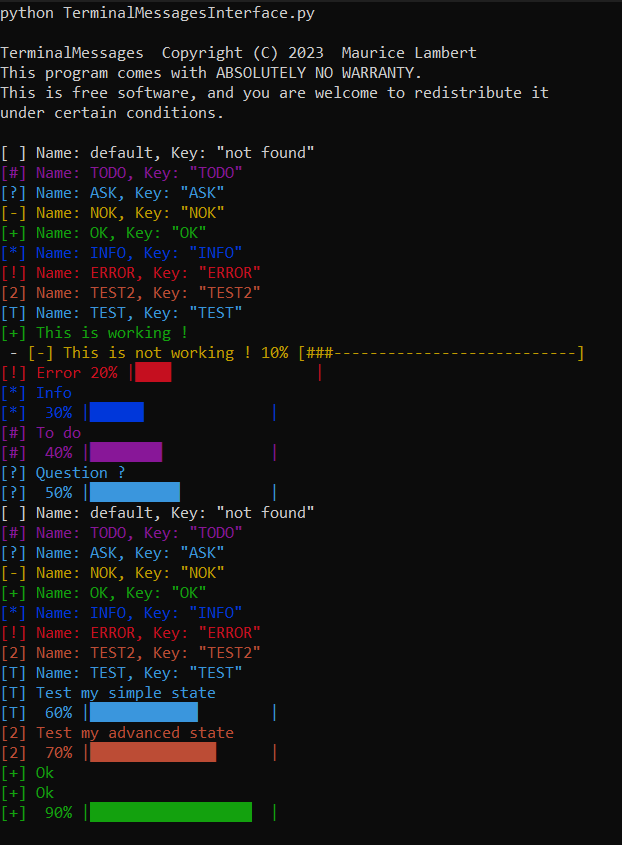 python TerminalMessagesInterface.py
TerminalMessages  Copyright (C) 2023  Maurice Lambert
This program comes with ABSOLUTELY NO WARRANTY.
This is free software, and you are welcome to redistribute it
under certain conditions.
[ ] Name: default, Key: "not found"
[#] Name: TODO, Key: "TODO"
[?] Name: ASK, Key: "ASK"
[-] Name: NOK, Key: "NOK"
[+] Name: OK, Key: "OK"
[*] Name: INFO, Key: "INFO"
[!] Name: ERROR, Key: "ERROR"
[2] Name: TEST2, Key: "TEST2"
[T] Name: TEST, Key: "TEST"
[+] This is working !
 - [-] This is not working ! 10% [###---------------------------]
[!] Error 20% |████                |
[*] Info
[*]  30% |██████              |
[#] To do
[#]  40% |████████            |
[?] Question ?
[?]  50% |██████████          |
[ ] Name: default, Key: "not found"
[#] Name: TODO, Key: "TODO"
[?] Name: ASK, Key: "ASK"
[-] Name: NOK, Key: "NOK"
[+] Name: OK, Key: "OK"
[*] Name: INFO, Key: "INFO"
[!] Name: ERROR, Key: "ERROR"
[2] Name: TEST2, Key: "TEST2"
[T] Name: TEST, Key: "TEST"
[T] Test my simple state
[T]  60% |████████████        |
[2] Test my advanced state
[2]  70% |██████████████      |
[+] Ok
[+] Ok
[+]  90% |██████████████████  |